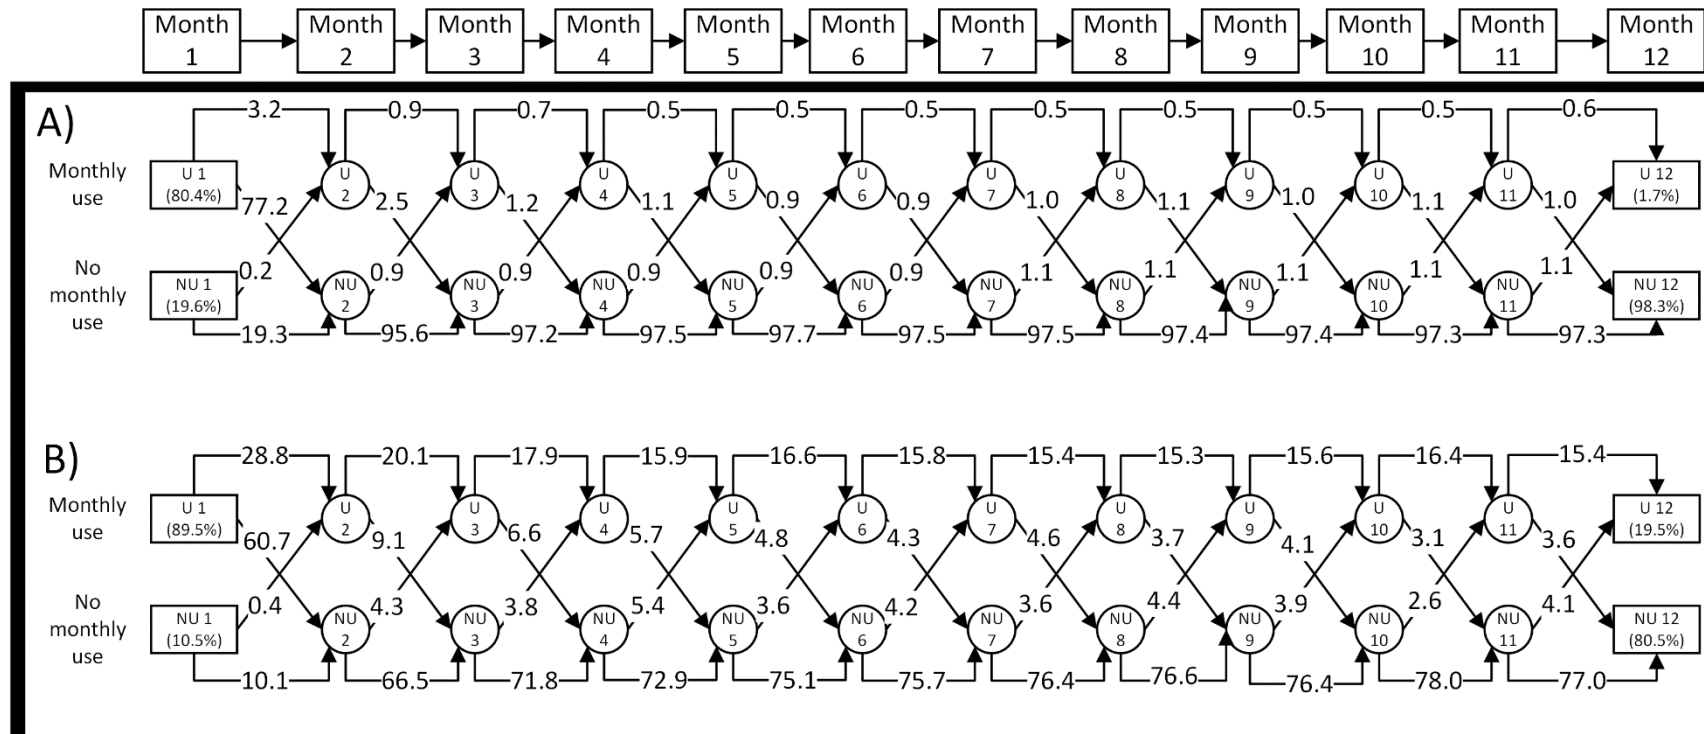 Month Month Month Month Month Month Month Month Month Month Month Month
1 2 3 4 5 6 7 8 9 10 11 12
A)
3.2 0.9 0.7 0.5 0.5 0.5 0.5 0.5 0.5 0.5 0.6
Monthly
use
U 1 U U U U U U U U U U U 12
(80.4%) 2 3 4 5 6 7 8 9 10 11 (1.7%)
77.2 2.5 1.2 1.1 0.9 0.9 1.0 1.1 1.0 1.1 1.0
No
monthly
use
0.2 0.9 0.9 0.9 0.9 0.9 1.1 1.1 1.1 1.1 1.1
NU 1 NU NU NU NU NU NU NU NU NU NU NU 12
(19.6%) 2 3 4 5 6 7 8 9 10 11 (98.3%)
19.3 95.6 97.2 97.5 97.7 97.5 97.5 97.4 97.4 97.3 97.3
B)
28.8 20.1 17.9 15.9 16.6 15.8 15.4 15.3 15.6 16.4 15.4
Monthly
use
U 1 U U U U U U U U U U U 12
(89.5%) 2 3 4 5 6 7 8 9 10 11 (19.5%)
60.7 9.1 6.6 5.7 4.8 4.3 4.6 3.7 4.1 3.1 3.6
No
monthly
use
0.4 4.3 3.8 5.4 3.6 4.2 3.6 4.4 3.9 2.6 4.1
NU 1 NU NU NU NU NU NU NU NU NU NU NU 12
(10.5%) 2 3 4 5 6 7 8 9 10 11 (80.5%)
10.1 66.5 71.8 72.9 75.1 75.7 76.4 76.6 76.4 78.0 77.0